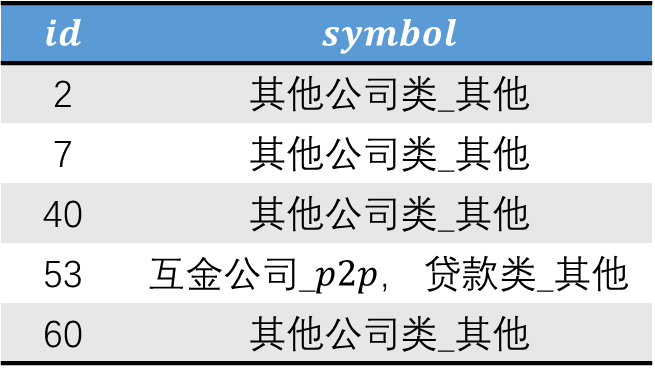 id symbol
2 其他公司类_其他
7 其他公司类_其他
40 其他公司类_其他
53 互金公司_p2p， 贷款类_其他
60 其他公司类_其他